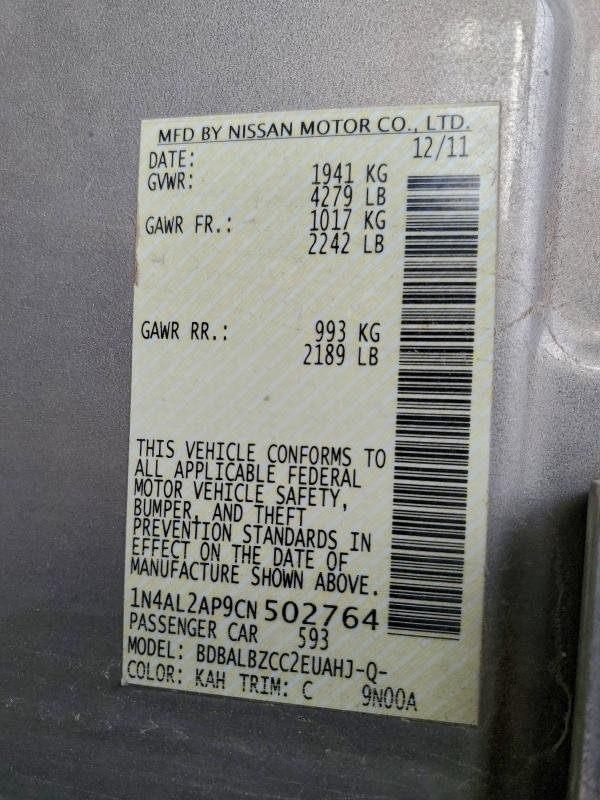 MFD BY NISSAN MOTOR CO., LTD.
DATE: 12/11
GVWR: 1941 KG
4279 LB
GAWR FR.: 1017 KG
2242 LB
GAWR RR.: 993 KG
2189 LB
THIS VEHICLE CONFORMS TO
ALL APPLICABLE FEDERAL
MOTOR VEHICLE SAFETY,
BUMPER, AND THEFT
PREVENTION STANDARDS IN
EFFECT ON THE DATE OF
MANUFACTURE SHOWN ABOVE.
1N4AL2AP9CN502764
PASSENGER CAR 593
MODEL: BDBALBZCC2EUAHJ-Q-
COLOR: KAH TRIM: C 9N00A